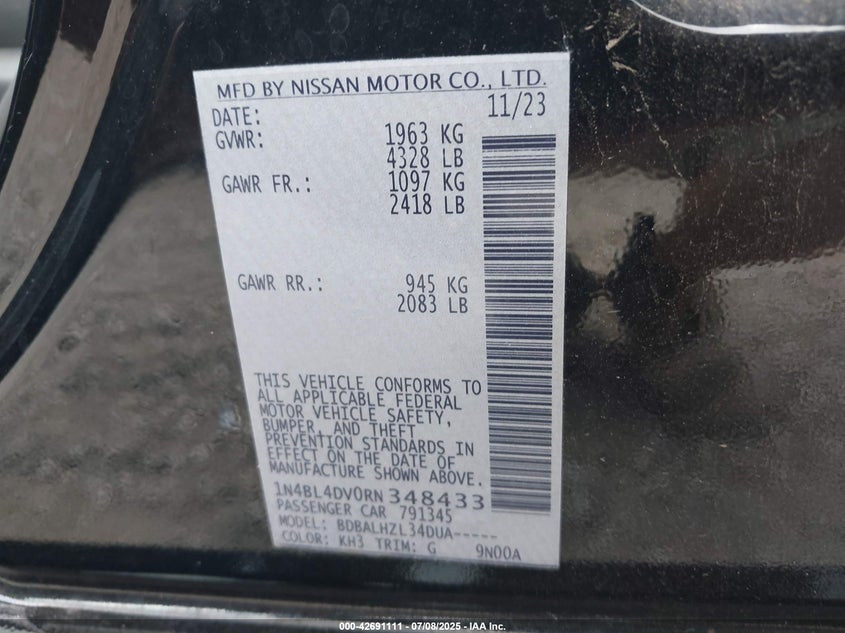 MFD BY NISSAN MOTOR CO., LTD.
DATE: 11/23
GVWR: 1963 KG
4328 LB
GAWR FR.: 1097 KG
2418 LB
GAWR RR.: 945 KG
2083 LB
THIS VEHICLE CONFORMS TO
ALL APPLICABLE FEDERAL
MOTOR VEHICLE SAFETY,
BUMPER, AND THEFT
PREVENTION STANDARDS IN
EFFECT ON THE DATE OF
MANUFACTURE SHOWN ABOVE.
1N4BL4DV0RN348433
PASSENGER CAR 791345
MODEL: BDBALHZL34DUA-----
COLOR: KH3 TRIM: G 9N00A
000-42691111 - 07/08/2025 - IAA Inc.